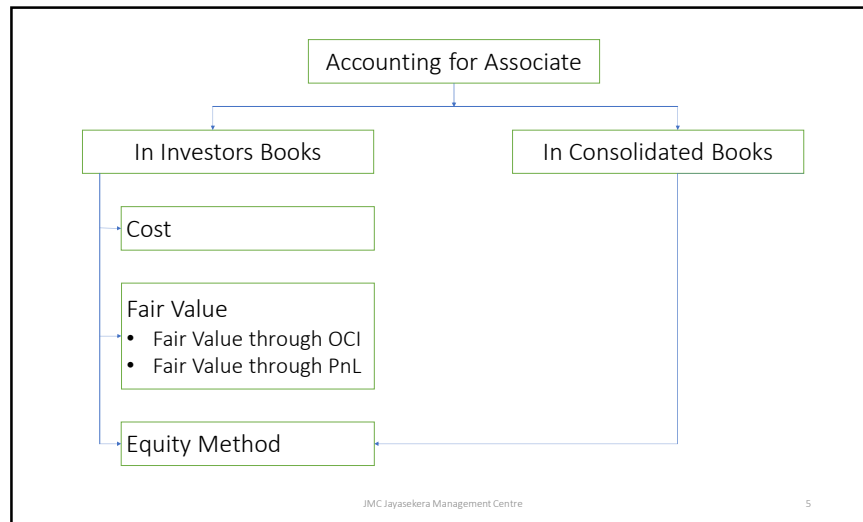 Accounting for Associate
In Investors Books
In Consolidated Books
Cost
Fair Value
• Fair Value through OCI
• Fair Value through PnL
Equity Method
JMC Jayasekera Management Centre
5